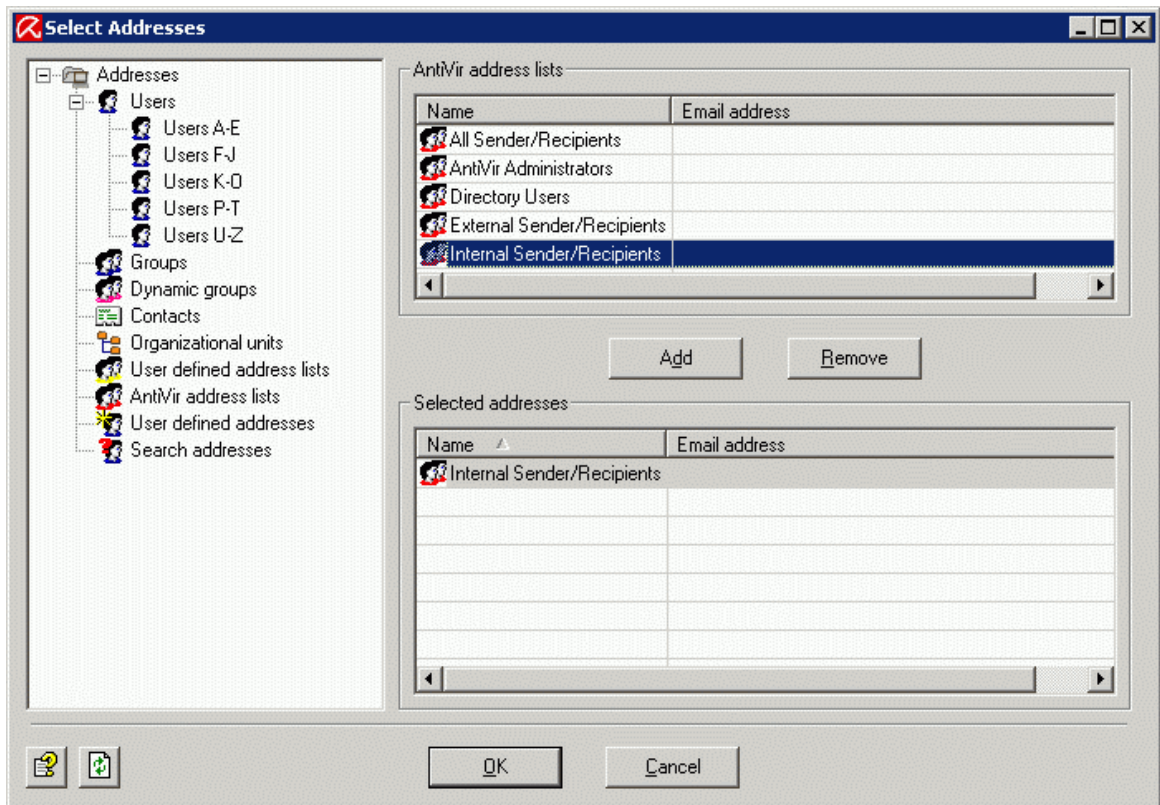 Select Addresses
Addresses
Users
Users A-E
Users F-J
Users K-O
Users P-T
Users U-Z
Groups
Dynamic groups
Contacts
Organizational units
User defined address lists
AntiVir address lists
User defined addresses
Search addresses
AntiVir address lists
Name Email address
All Sender/Recipients
AntiVir Administrators
Directory Users
External Sender/Recipients
Internal Sender/Recipients
Add Remove
Selected addresses
Name Email address
Internal Sender/Recipients
OK Cancel